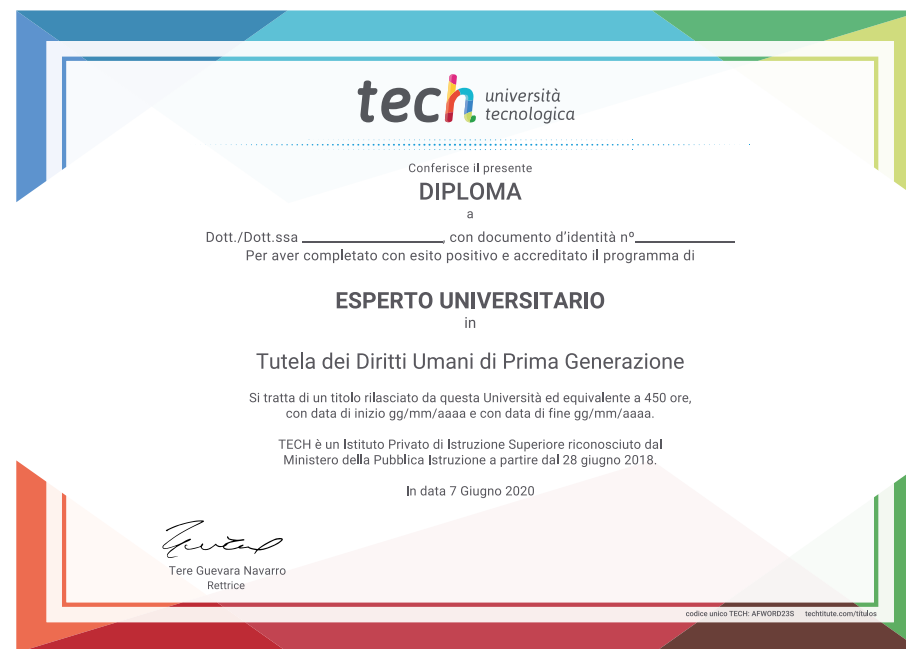 tech università
tecnologica
Conferisce il presente
DIPLOMA
a
Dott./Dott.ssa ____________________, con documento d'identità nº______________
Per aver completato con esito positivo e accreditato il programma di
ESPERTO UNIVERSITARIO
in
Tutela dei Diritti Umani di Prima Generazione
Si tratta di un titolo rilasciato da questa Università ed equivalente a 450 ore,
con data di inizio gg/mm/aaaa e con data di fine gg/mm/aaaa.
TECH è un Istituto Privato di Istruzione Superiore riconosciuto dal
Ministero della Pubblica Istruzione a partire dal 28 giugno 2018.
In data 7 Giugno 2020
Tere Guevara Navarro
Rettrice
codice unico TECH: AFWORD23S techtitute.com/titulos